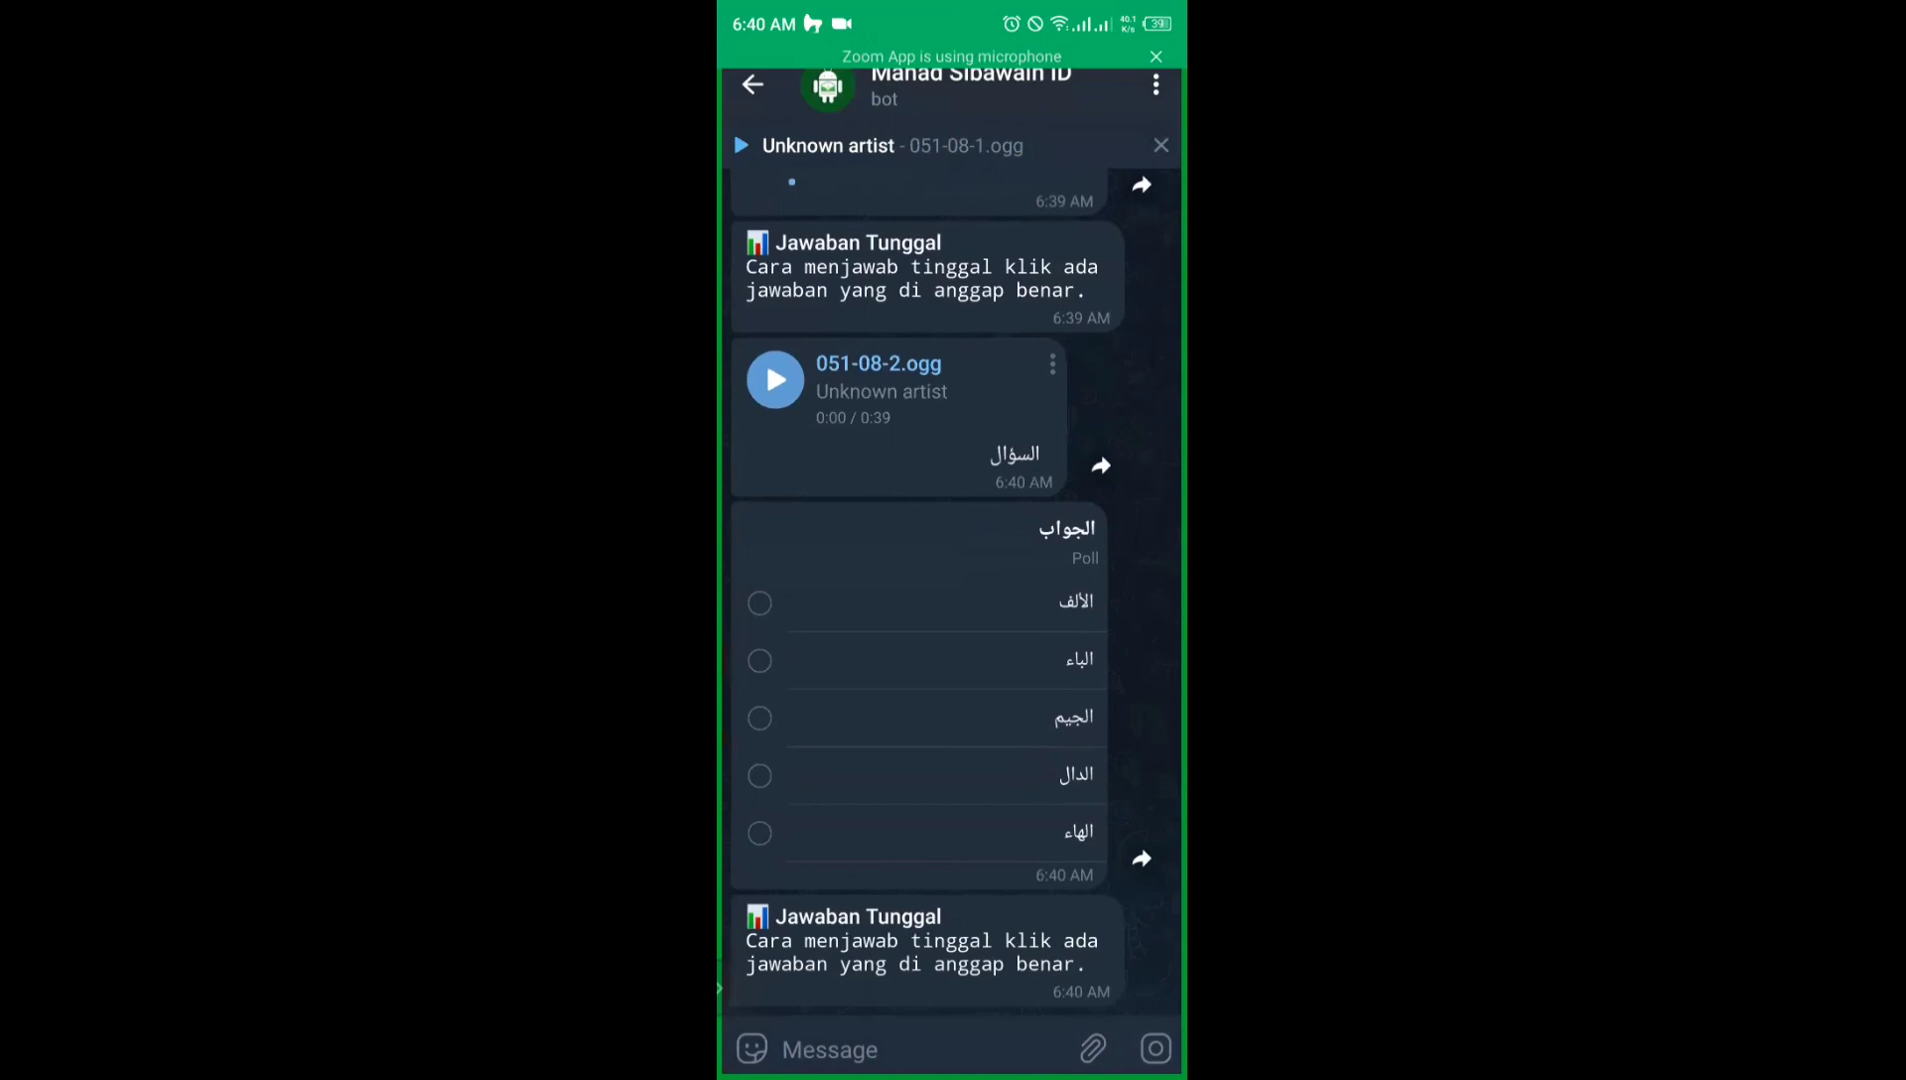 6:40 AM
40.1
K/s
39
Zoom App is using microphone
Mahad Sibawaih ID
bot
Unknown artist - 051-08-1.ogg
6:39 AM
Jawaban Tunggal
Cara menjawab tinggal klik ada
jawaban yang di anggap benar.
6:39 AM
051-08-2.ogg
Unknown artist
0:00 / 0:39
السؤال
6:40 AM
الجواب
Poll
الألف
الباء
الجيم
الدال
الهاء
6:40 AM
Jawaban Tunggal
Cara menjawab tinggal klik ada
jawaban yang di anggap benar.
6:40 AM
Message